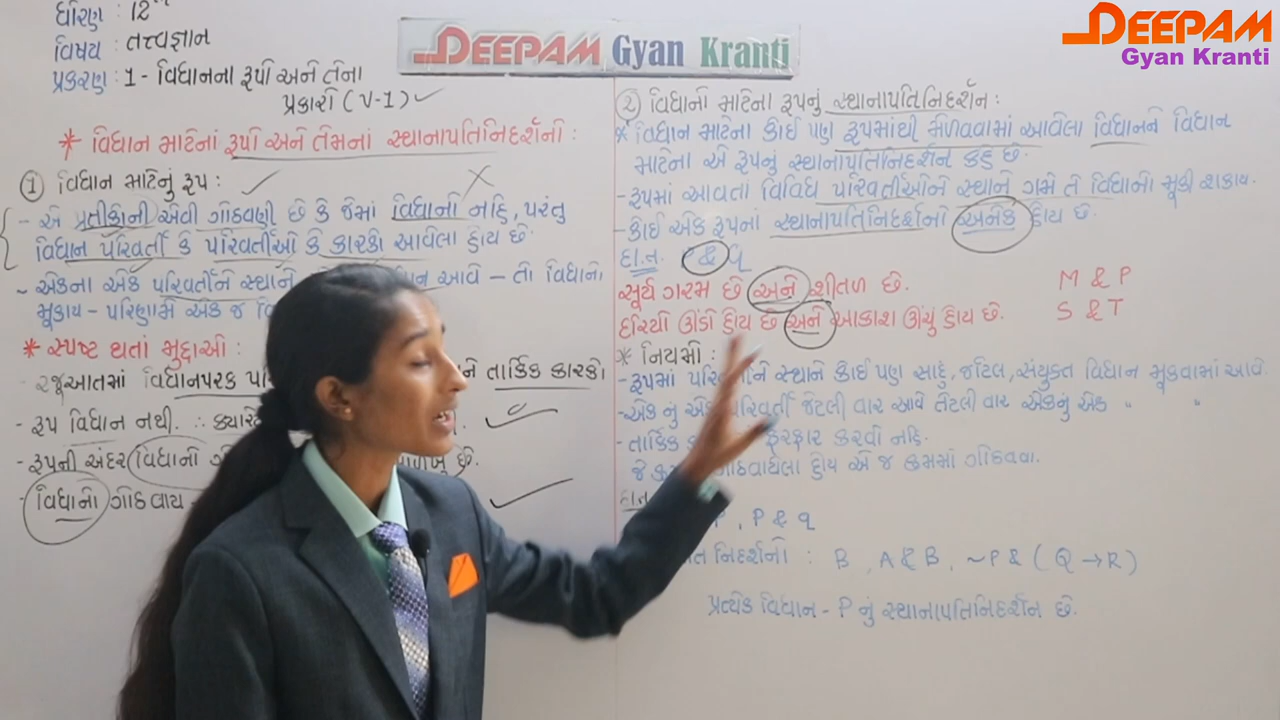 ધોરણ : 12th
વિષય : તત્ત્વજ્ઞાન
પ્રકરણ : 1 - વિધાનના રૂપો અને તેના
પ્રકારો (V-1)
* વિધાન માટેનાં રૂપો અને તેમનાં સ્થાનાપતિનિદર્શનો :
① વિધાન માટેનું રૂપ :
- એ પ્રતીકોની એવી ગોઠવણી છે કે જેમાં વિધાનો નહિ, પરંતુ
વિધાન પરિવર્તી કે પરિવર્તીઓ કે કારકો આવેલા હોય છે.
- એકના એક પરિવર્તીને સ્થાને આવે - તો વિધાનો
મૂકાય - પરિણામે એક જ
* સ્પષ્ટ થતાં મુદ્દાઓ :
- રજૂઆતમાં વિધાનપરક તાર્કિક કારકો
- રૂપ વિધાન નથી. ∴
- રૂપની અંદર વિધાનો છે.
- વિધાનો ગોઠવાય -
DEEPAM Gyan Kranti
DEEPAM
Gyan Kranti
② વિધાનો માટેના રૂપનું સ્થાનાપતિનિદર્શન :
* વિધાન માટેના કોઈ પણ રૂપમાંથી મેળવવામાં આવેલા વિધાનને વિધાન
માટેના એ રૂપનું સ્થાનાપતિનિદર્શન કહે છે.
- રૂપમાં આવતાં વિવિધ પરિવર્તીઓને સ્થાને ગમે તે વિધાનો મૂકી શકાય.
- કોઈ એક રૂપનાં સ્થાનાપતિનિદર્શનો અનેક હોય છે.
દા.ત. P & q
સૂર્ય ગરમ છે અને શીતળ છે. M & P
દરિયો ઊંડો હોય છે અને આકાશ ઊંચું હોય છે. S & T
* નિયમો :
- રૂપમાં સ્થાને કોઈ પણ સાદું, જટિલ, સંયુક્ત વિધાન મૂકવામાં આવે.
- એક નું એક પરિવર્તી જેટલી વાર આવે તેટલી વાર એકનું એક " "
- તાર્કિક ફેરફાર કરવો નહિ.
જે ગોઠવાયેલા હોય એ જ ક્રમમાં ગોઠવવા.
દા.ત. P , P & q
નિદર્શનો : B , A & B , ~P & ( Q → R )
પ્રત્યેક વિધાન - P નું સ્થાનાપતિનિદર્શન છે.